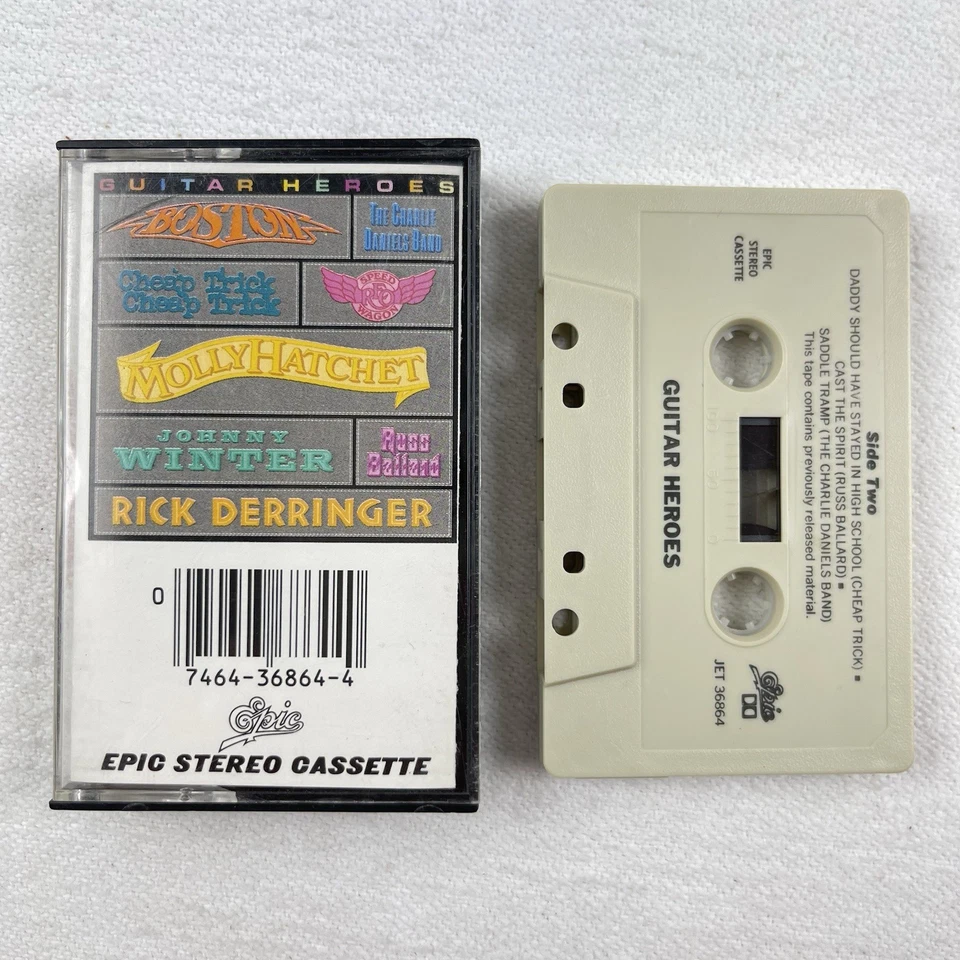 GUITAR HEROES
BOSTON
THE CHARLIE
DANIELS BAND
Cheap Trick
Cheap Trick
REO
SPEED
WAGON
MOLLY HATCHET
JOHNNY
WINTER
Russ
Ballard
RICK DERRINGER
0
7464-36864-4
Epic
EPIC STEREO CASSETTE
EPIC
STEREO
CASSETTE
Side Two
DADDY SHOULD HAVE STAYED IN HIGH SCHOOL (CHEAP TRICK) ■
CAST THE SPIRIT (RUSS BALLARD) ■
SADDLE TRAMP (THE CHARLIE DANIELS BAND)
This tape contains previously released material.
GUITAR HEROES
Epic
JET 36864